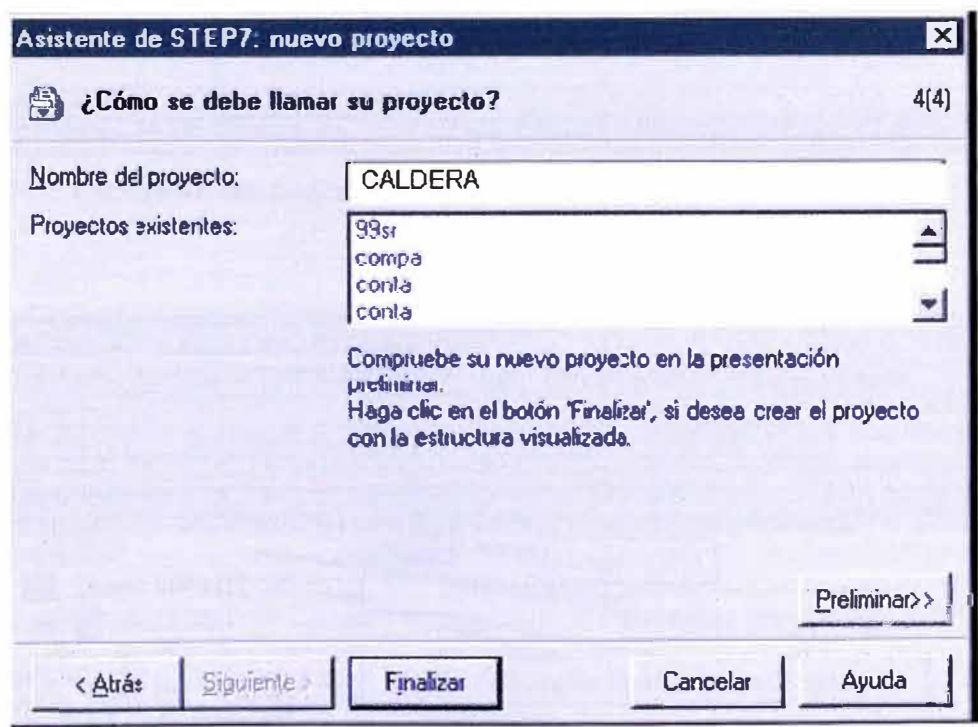 Asistente de STEP7: nuevo proyecto
¿Cómo se debe llamar su proyecto? 4(4)
Nombre del proyecto: CALDERA
Proyectos existentes: 99sr
compa
conta
conta
Compruebe su nuevo proyecto en la presentación
preliminar.
Haga clic en el botón 'Finalizar', si desea crear el proyecto
con la estructura visualizada.
Preliminar>>
< Atrás Siguiente > Finalizar Cancelar Ayuda